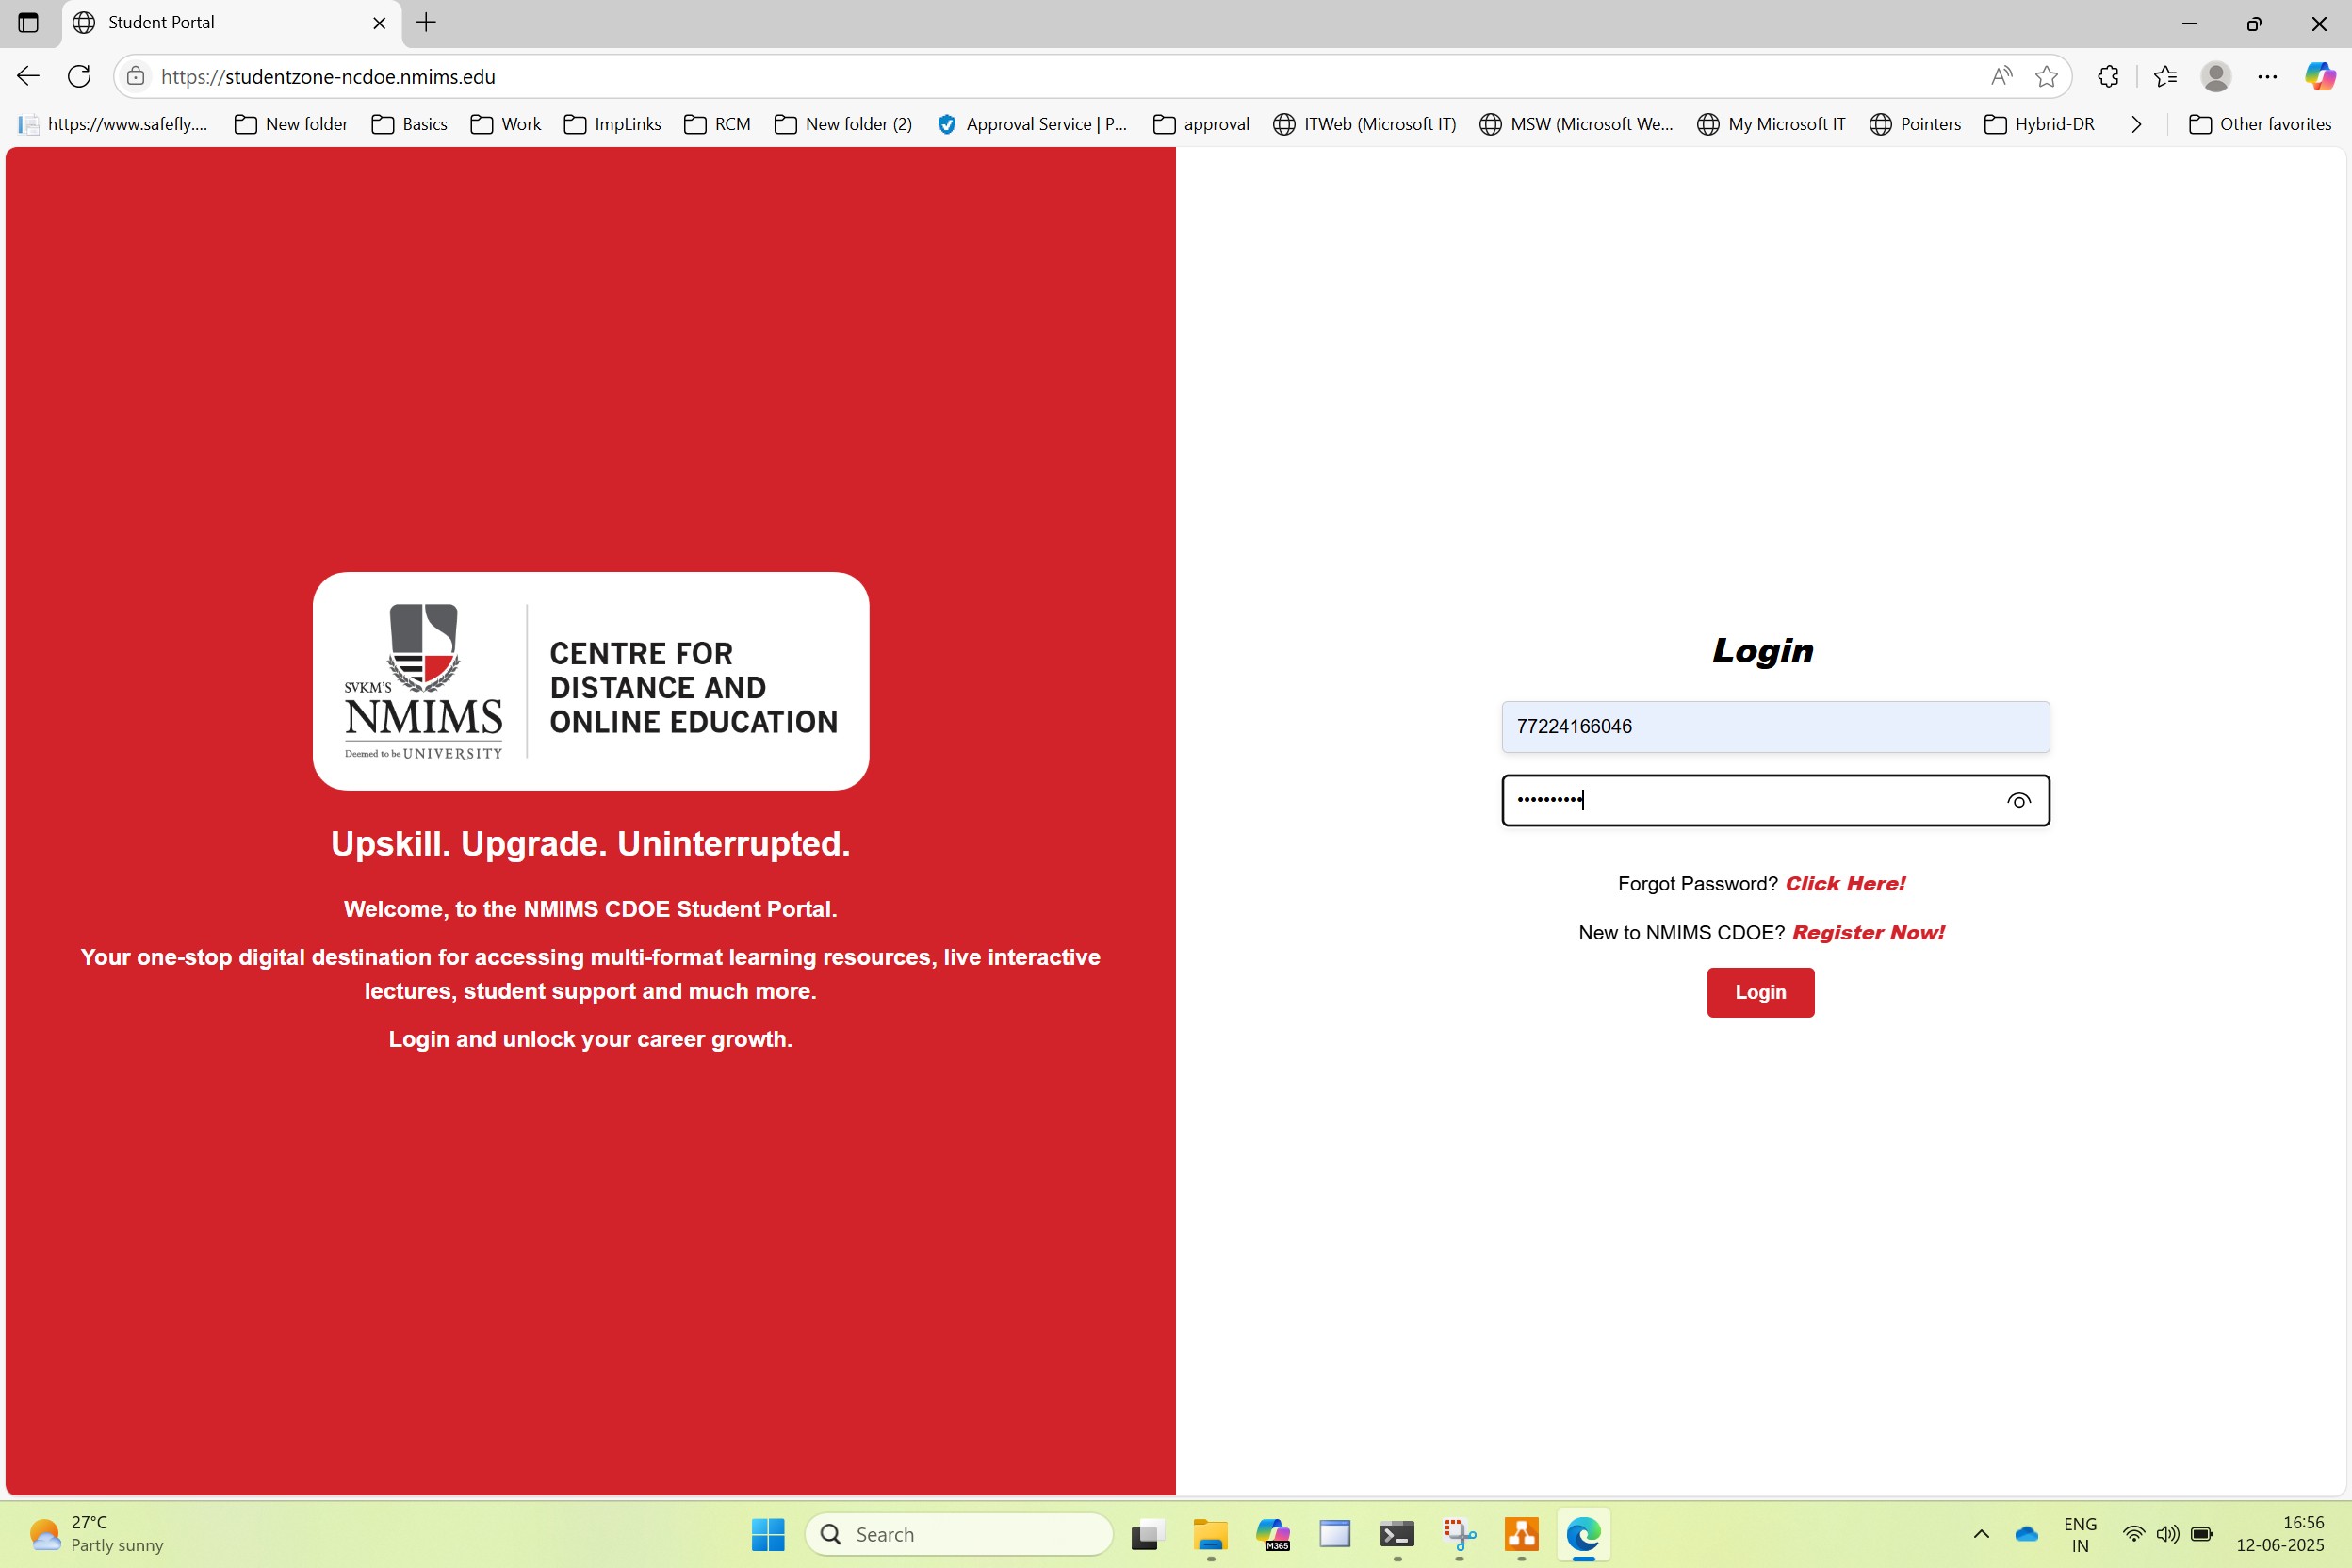 Student Portal
https://studentzone-ncdoe.nmims.edu
https://www.safefly....
New folder
Basics
Work
ImpLinks
RCM
New folder (2)
Approval Service | P...
approval
ITWeb (Microsoft IT)
MSW (Microsoft We...
My Microsoft IT
Pointers
Hybrid-DR
Other favorites
SVKM'S
NMIMS
Deemed to be UNIVERSITY
CENTRE FOR
DISTANCE AND
ONLINE EDUCATION
Upskill. Upgrade. Uninterrupted.
Welcome, to the NMIMS CDOE Student Portal.
Your one-stop digital destination for accessing multi-format learning resources, live interactive
lectures, student support and much more.
Login and unlock your career growth.
Login
77224166046
••••••••••
Forgot Password? Click Here!
New to NMIMS CDOE? Register Now!
Login
27°C
Partly sunny
Search
M365
ENG
IN
16:56
12-06-2025